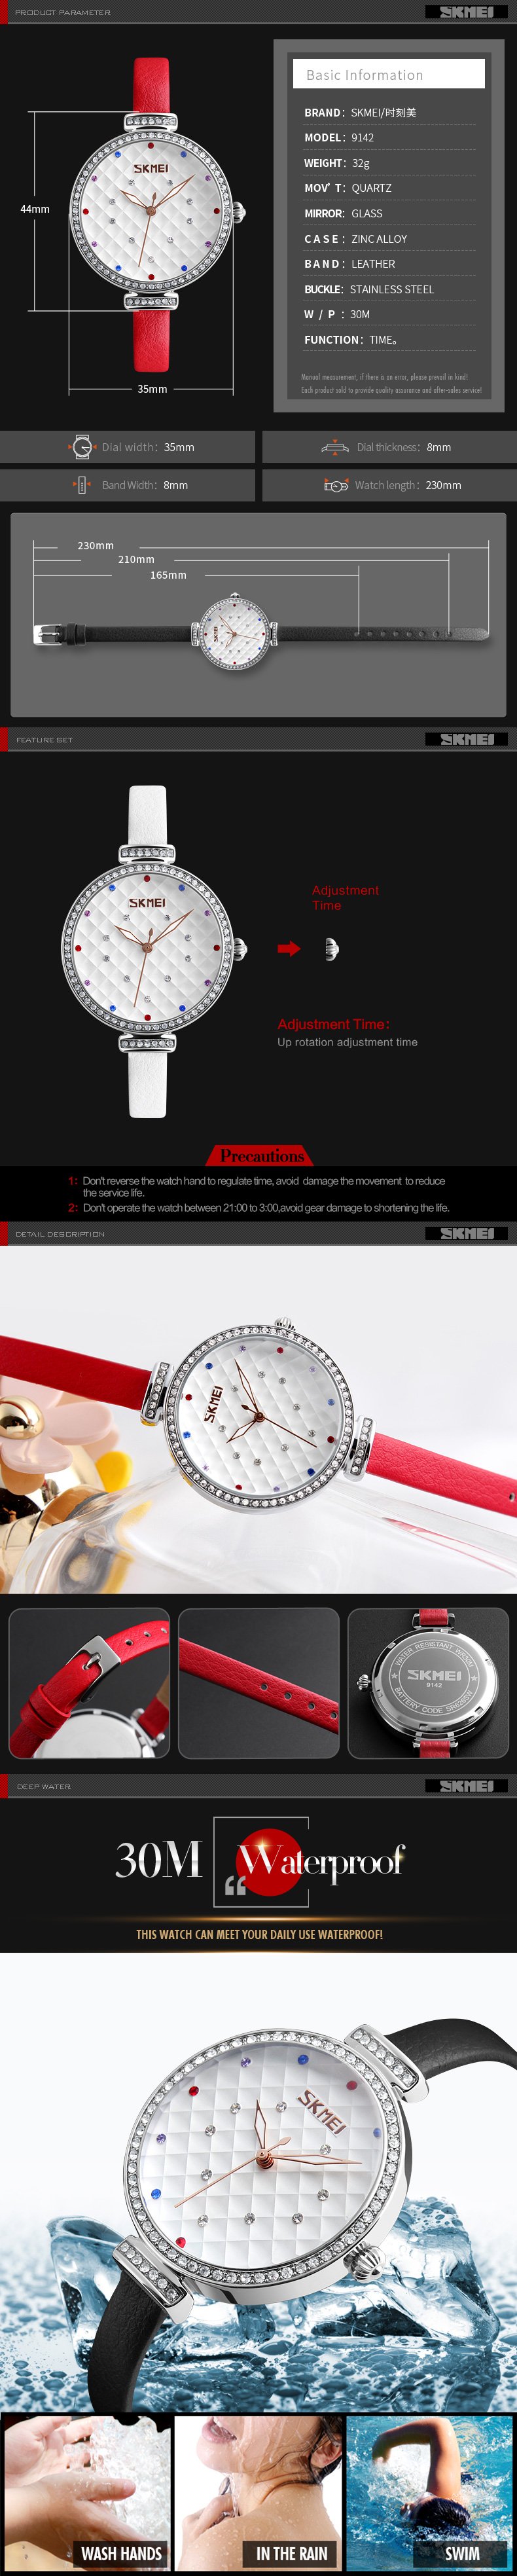 PRODUCT PARAMETER
SKMEI
SKMEI
44mm
35mm
Basic Information
BRAND: SKMEI/时刻美
MODEL: 9142
WEIGHT: 32g
MOV'T: QUARTZ
MIRROR: GLASS
CASE: ZINC ALLOY
BAND: LEATHER
BUCKLE: STAINLESS STEEL
W/P: 30M
FUNCTION: TIME。
Manual measurement, if there is an error, please prevail in kind!
Each product sold to provide quality assurance and after-sales service!
Dial width: 35mm
Dial thickness: 8mm
Band Width: 8mm
Watch length: 230mm
230mm
210mm
165mm
SKMEI
FEATURE SET
SKMEI
SKMEI
Adjustment
Time
Adjustment Time:
Up rotation adjustment time
Precautions
1: Don't reverse the watch hand to regulate time, avoid damage the movement to reduce
the service life.
2: Don't operate the watch between 21:00 to 3:00,avoid gear damage to shortening the life.
DETAIL DESCRIPTION
SKMEI
SKMEI
WATER RESISTANT
SKMEI
9142
BATTERY CODE SR626SW
DEEP WATER
SKMEI
30M Waterproof
THIS WATCH CAN MEET YOUR DAILY USE WATERPROOF!
SKMEI
WASH HANDS
IN THE RAIN
SWIM